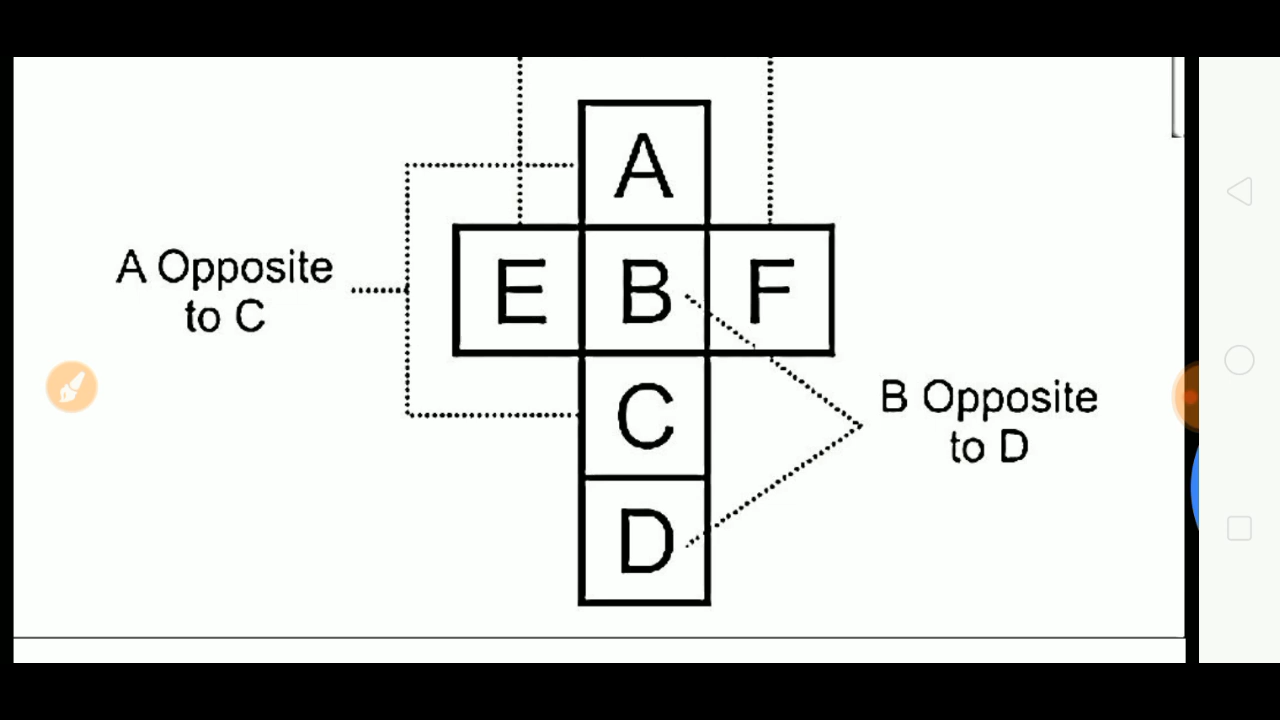 A
E B F
A Opposite
to C
C
B Opposite
to D
D